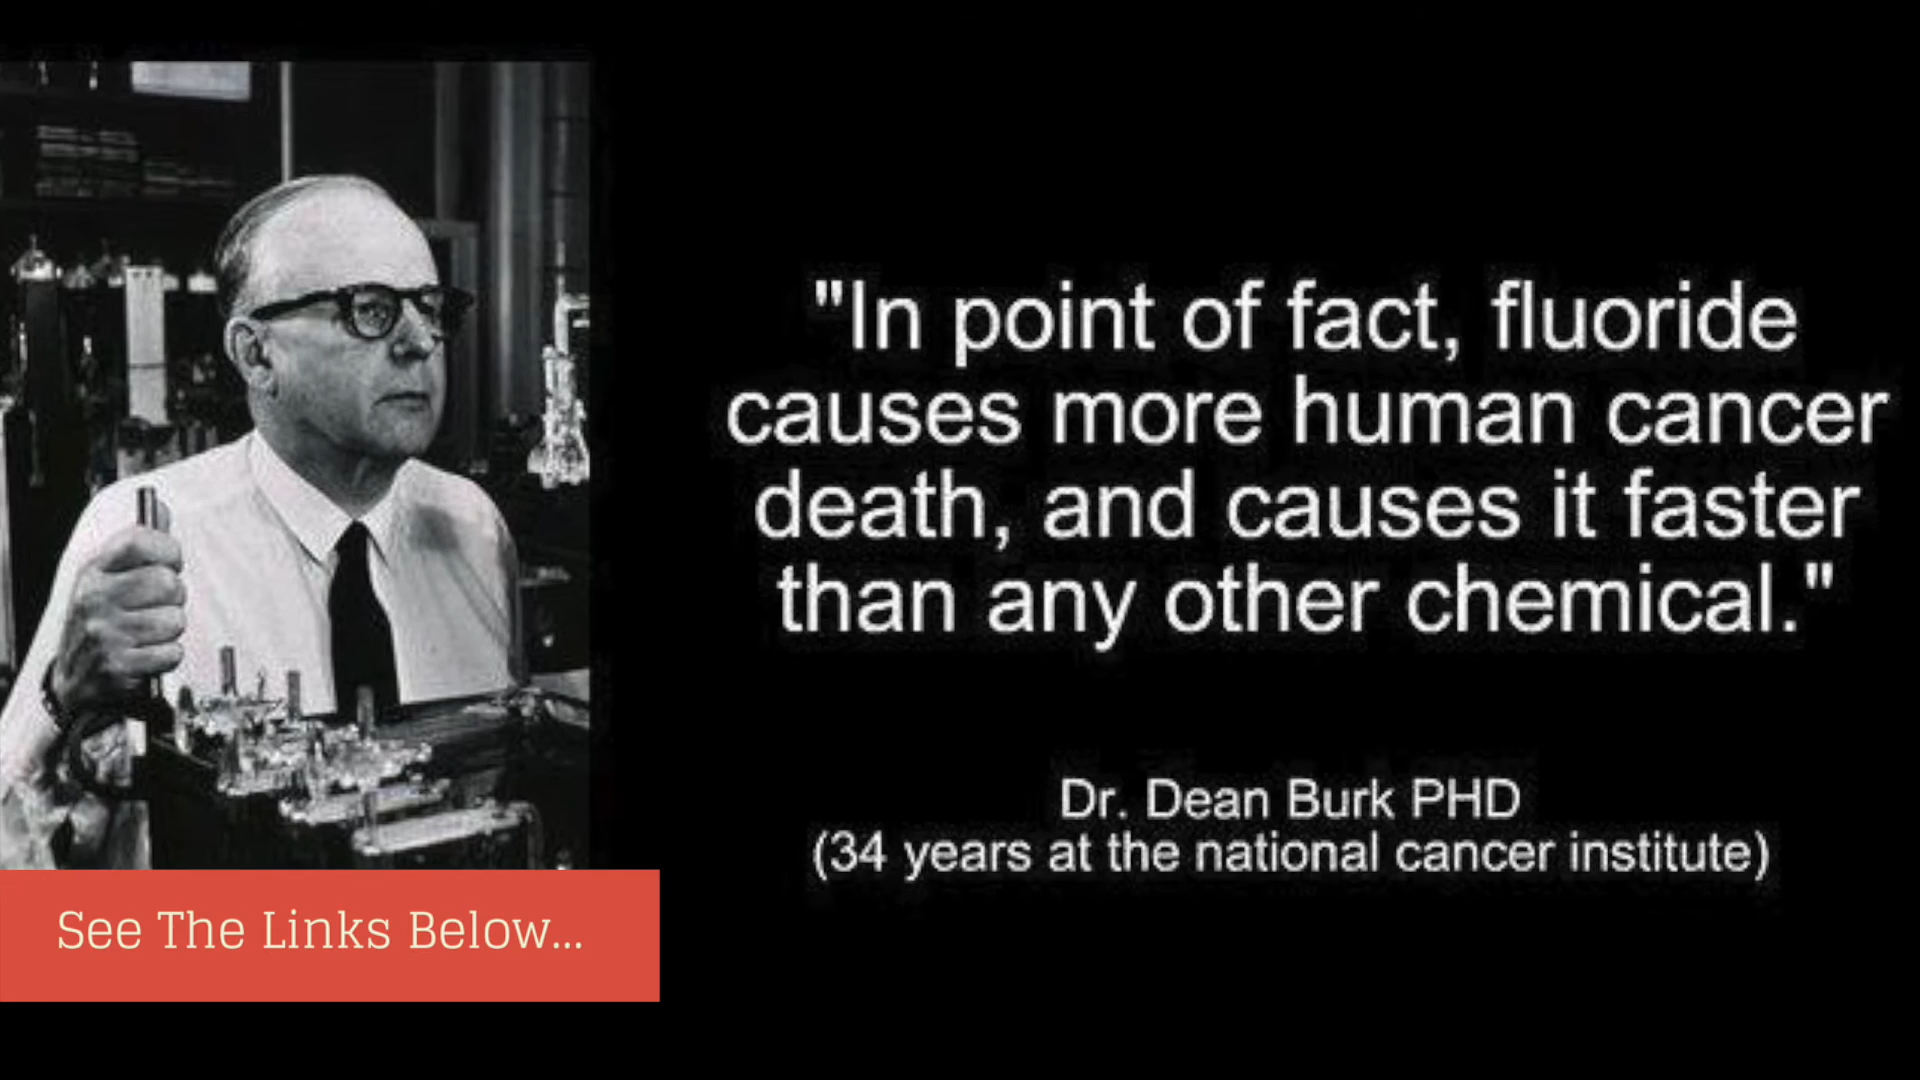 "In point of fact, fluoride
causes more human cancer
death, and causes it faster
than any other chemical."
Dr. Dean Burk PHD
(34 years at the national cancer institute)
See The Links Below...